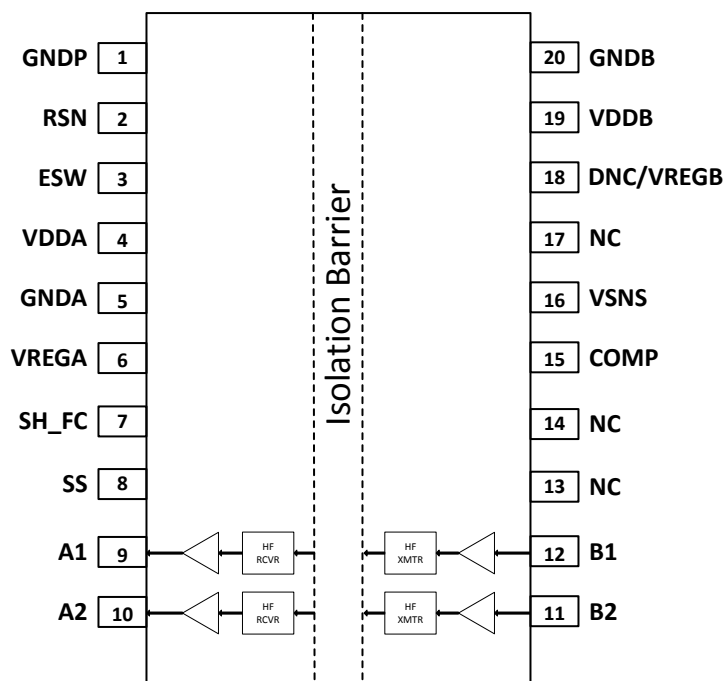 GNDP 1 20 GNDB
RSN 2 19 VDDB
ESW 3 18 DNC/VREGB
VDDA 4 17 NC
GNDA 5 16 VSNS
VREGA 6 15 COMP
SH_FC 7 14 NC
SS 8 13 NC
Isolation Barrier
A1 9 HF HF 12 B1
RCVR XMTR
A2 10 HF HF 11 B2
RCVR XMTR